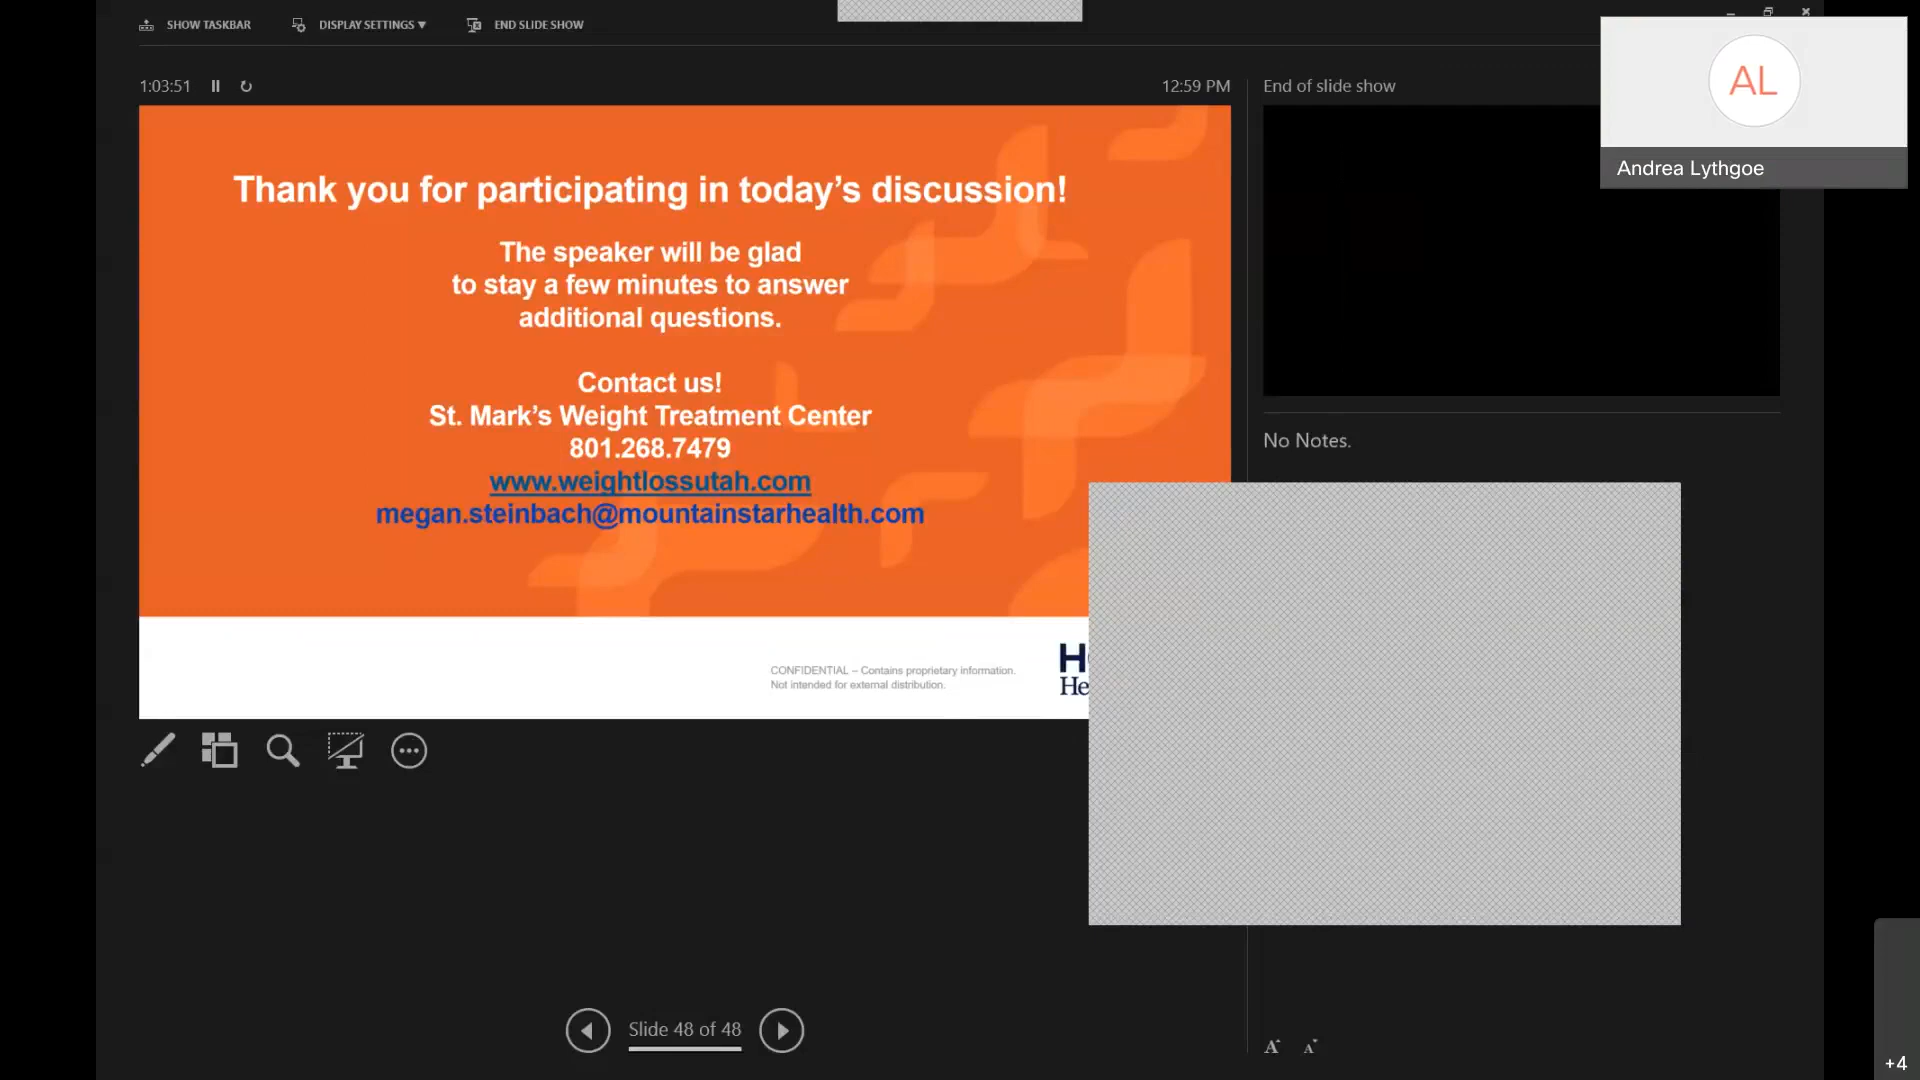 SHOW TASKBAR
DISPLAY SETTINGS ▾
END SLIDE SHOW
1:03:51
12:59 PM
End of slide show
AL
Andrea Lythgoe
Thank you for participating in today's discussion!
The speaker will be glad
to stay a few minutes to answer
additional questions.
Contact us!
St. Mark's Weight Treatment Center
801.268.7479
www.weightlossutah.com
megan.steinbach@mountainstarhealth.com
No Notes.
CONFIDENTIAL – Contains proprietary information.
Not intended for external distribution.
Slide 48 of 48
A A
+4